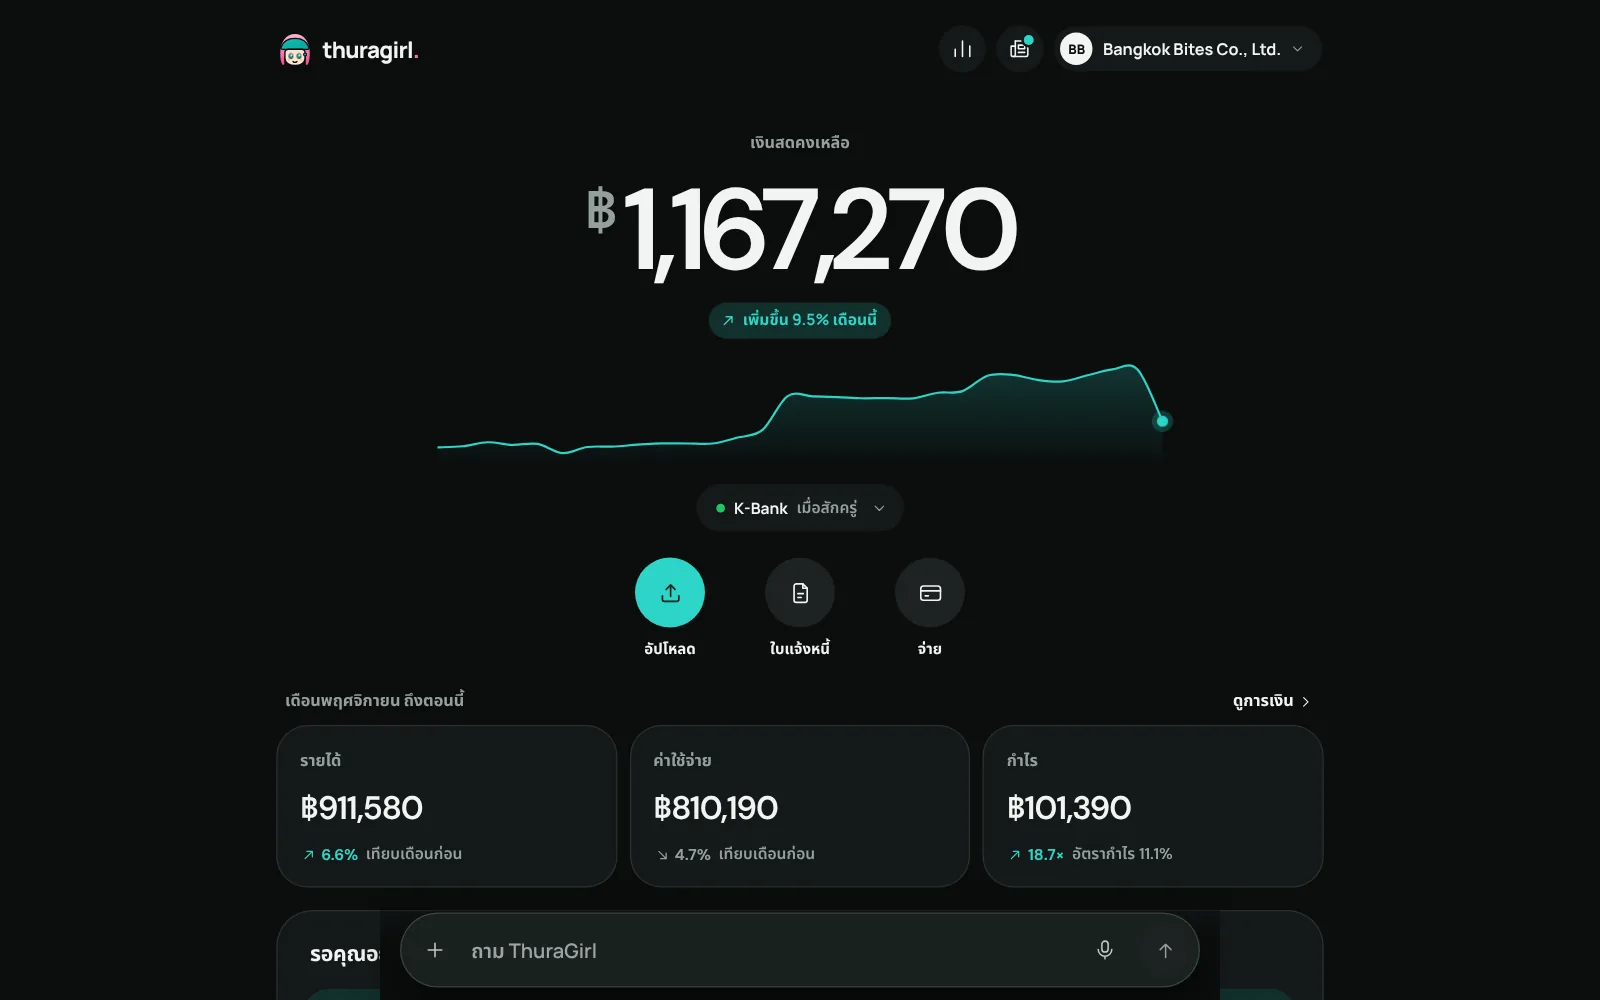 thuragirl.
BB Bangkok Bites Co., Ltd.
เงินสดคงเหลือ
฿1,167,270
เพิ่มขึ้น 9.5% เดือนนี้
K-Bank เมื่อสักครู่
อัปโหลด ใบแจ้งหนี้ จ่าย
เดือนพฤศจิกายน ถึงตอนนี้ ดูการเงิน
รายได้
฿911,580
6.6% เทียบเดือนก่อน
ค่าใช้จ่าย
฿810,190
4.7% เทียบเดือนก่อน
กำไร
฿101,390
18.7× อัตรากำไร 11.1%
รอคุณ
ถาม ThuraGirl